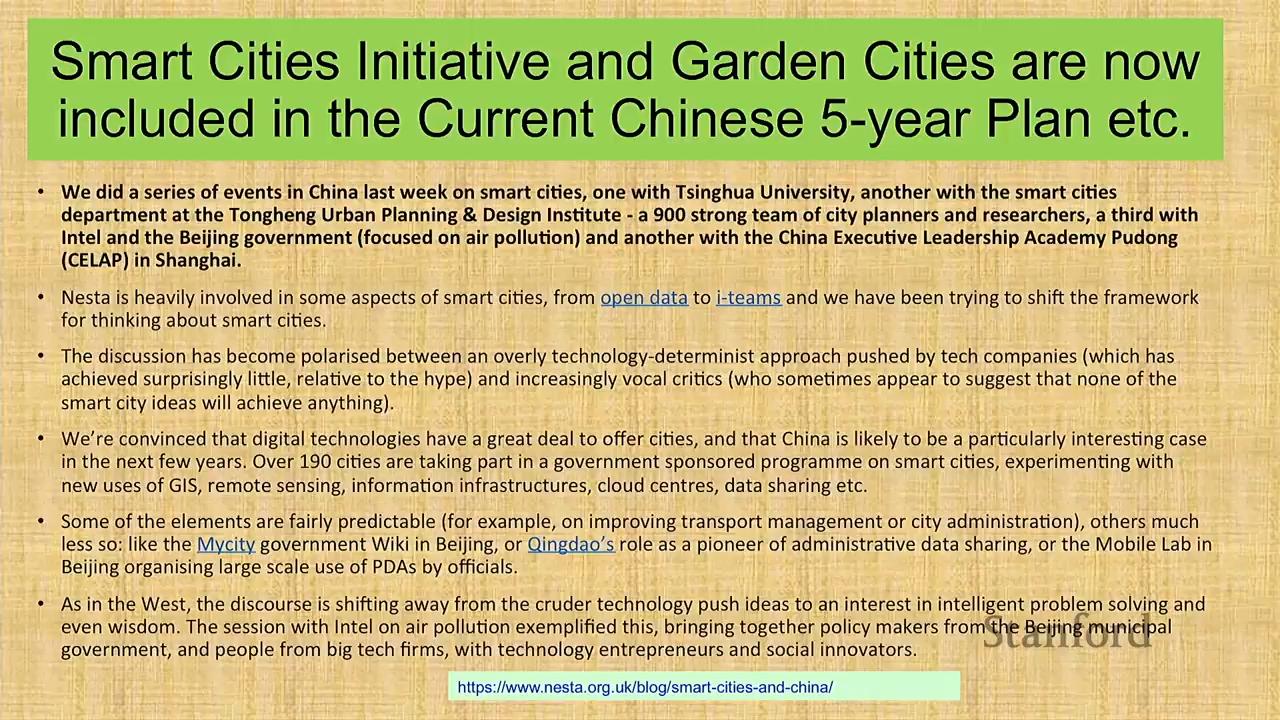 Smart Cities Initiative and Garden Cities are now
included in the Current Chinese 5-year Plan etc.
• We did a series of events in China last week on smart cities, one with Tsinghua University, another with the smart cities
department at the Tongheng Urban Planning & Design Institute - a 900 strong team of city planners and researchers, a third with
Intel and the Beijing government (focused on air pollution) and another with the China Executive Leadership Academy Pudong
(CELAP) in Shanghai.
• Nesta is heavily involved in some aspects of smart cities, from open data to i-teams and we have been trying to shift the framework
for thinking about smart cities.
• The discussion has become polarised between an overly technology-determinist approach pushed by tech companies (which has
achieved surprisingly little, relative to the hype) and increasingly vocal critics (who sometimes appear to suggest that none of the
smart city ideas will achieve anything).
• We're convinced that digital technologies have a great deal to offer cities, and that China is likely to be a particularly interesting case
in the next few years. Over 190 cities are taking part in a government sponsored programme on smart cities, experimenting with
new uses of GIS, remote sensing, information infrastructures, cloud centres, data sharing etc.
• Some of the elements are fairly predictable (for example, on improving transport management or city administration), others much
less so: like the Mycity government Wiki in Beijing, or Qingdao's role as a pioneer of administrative data sharing, or the Mobile Lab in
Beijing organising large scale use of PDAs by officials.
• As in the West, the discourse is shifting away from the cruder technology push ideas to an interest in intelligent problem solving and
even wisdom. The session with Intel on air pollution exemplified this, bringing together policy makers from the Beijing municipal
government, and people from big tech firms, with technology entrepreneurs and social innovators.
Stanford
https://www.nesta.org.uk/blog/smart-cities-and-china/